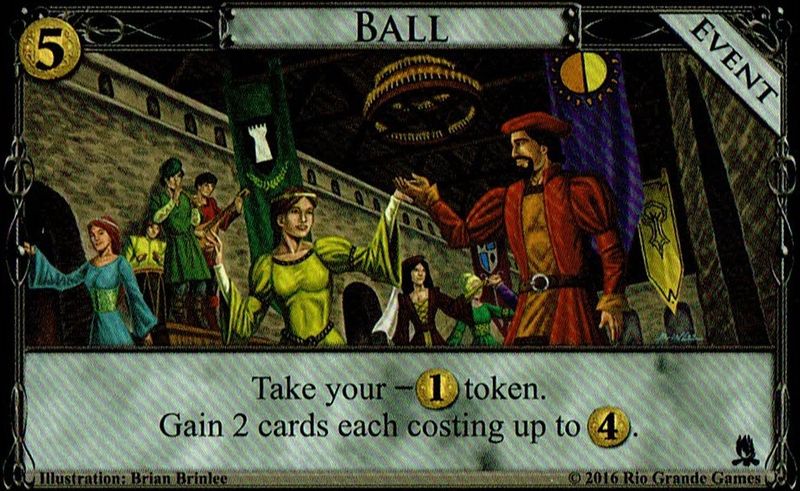 5
BALL
EVENT
Take your –1 token.
Gain 2 cards each costing up to 4.
Illustration: Brian Brinlee
© 2016 Rio Grande Games